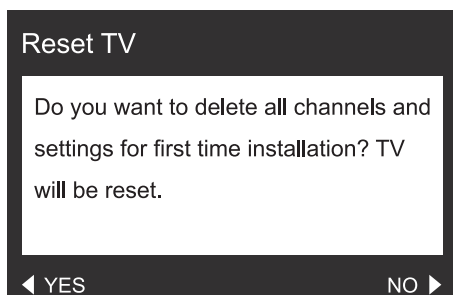 Reset TV
Do you want to delete all channels and
settings for first time installation? TV
will be reset.
◀ YES NO ▶